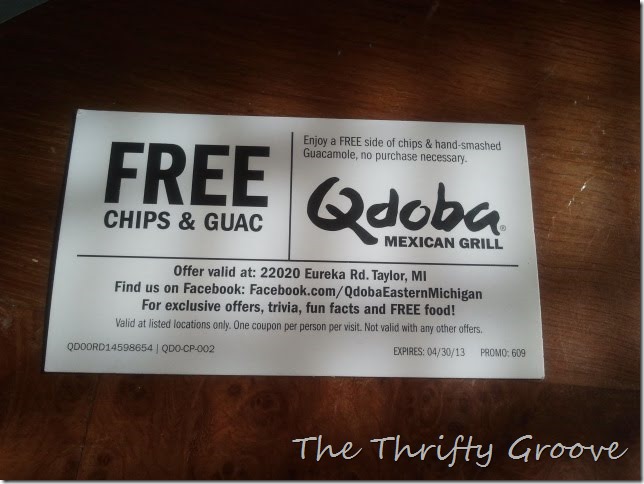 FREE
CHIPS & GUAC
Enjoy a FREE side of chips & hand-smashed
Guacamole, no purchase necessary.
Qdoba®
MEXICAN GRILL
Offer valid at: 22020 Eureka Rd. Taylor, MI
Find us on Facebook: Facebook.com/QdobaEasternMichigan
For exclusive offers, trivia, fun facts and FREE food!
Valid at listed locations only. One coupon per person per visit. Not valid with any other offers.
QD00RD14598654 | QD0-CP-002
EXPIRES: 04/30/13 PROMO: 609
The Thrifty Groove